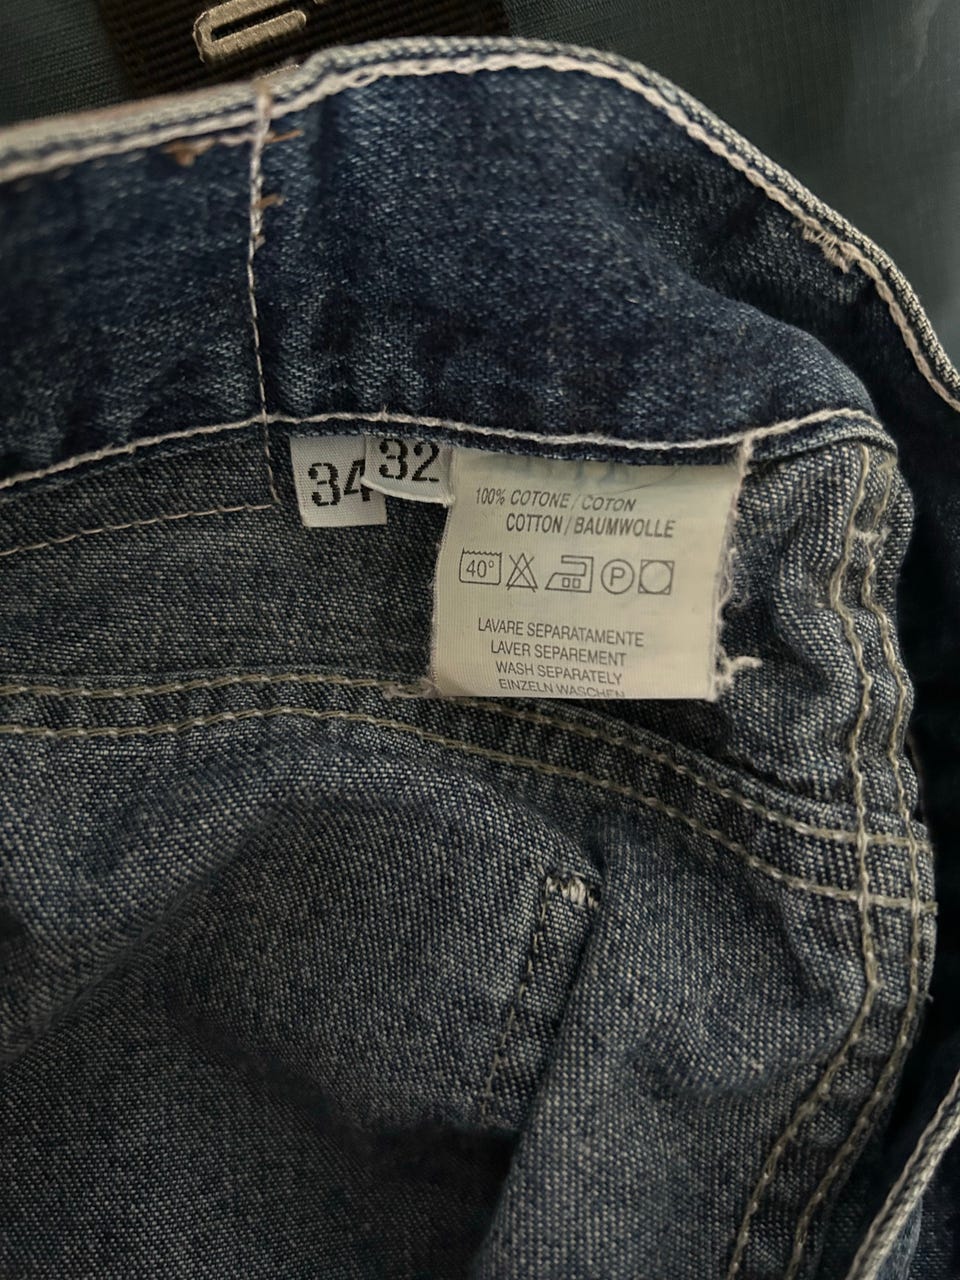 34
32
100% COTONE / COTON
COTTON / BAUMWOLLE
40° P
LAVARE SEPARATAMENTE
LAVER SEPAREMENT
WASH SEPARATELY
EINZELN WASCHEN